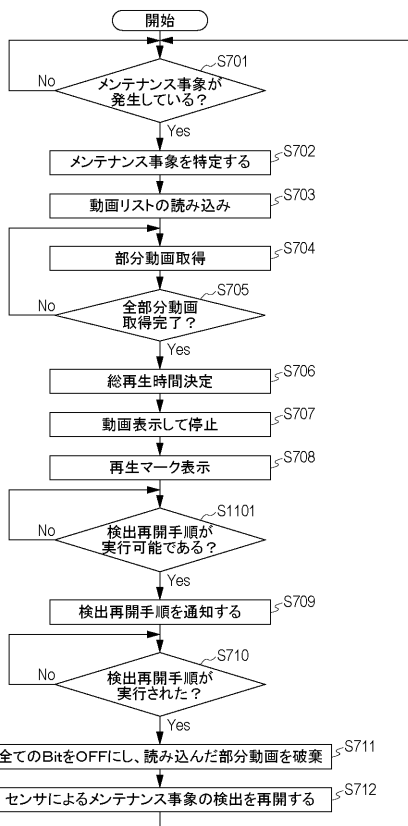 開始
S701
メンテナンス事象が
発生している？
No
Yes
S702
メンテナンス事象を特定する
S703
動画リストの読み込み
S704
部分動画取得
S705
全部分動画
取得完了？
No
Yes
S706
総再生時間決定
S707
動画表示して停止
S708
再生マーク表示
S1101
検出再開手順が
実行可能である？
No
Yes
S709
検出再開手順を通知する
S710
検出再開手順が
実行された？
No
Yes
S711
全てのBitをOFFにし、読み込んだ部分動画を破棄
S712
センサによるメンテナンス事象の検出を再開する